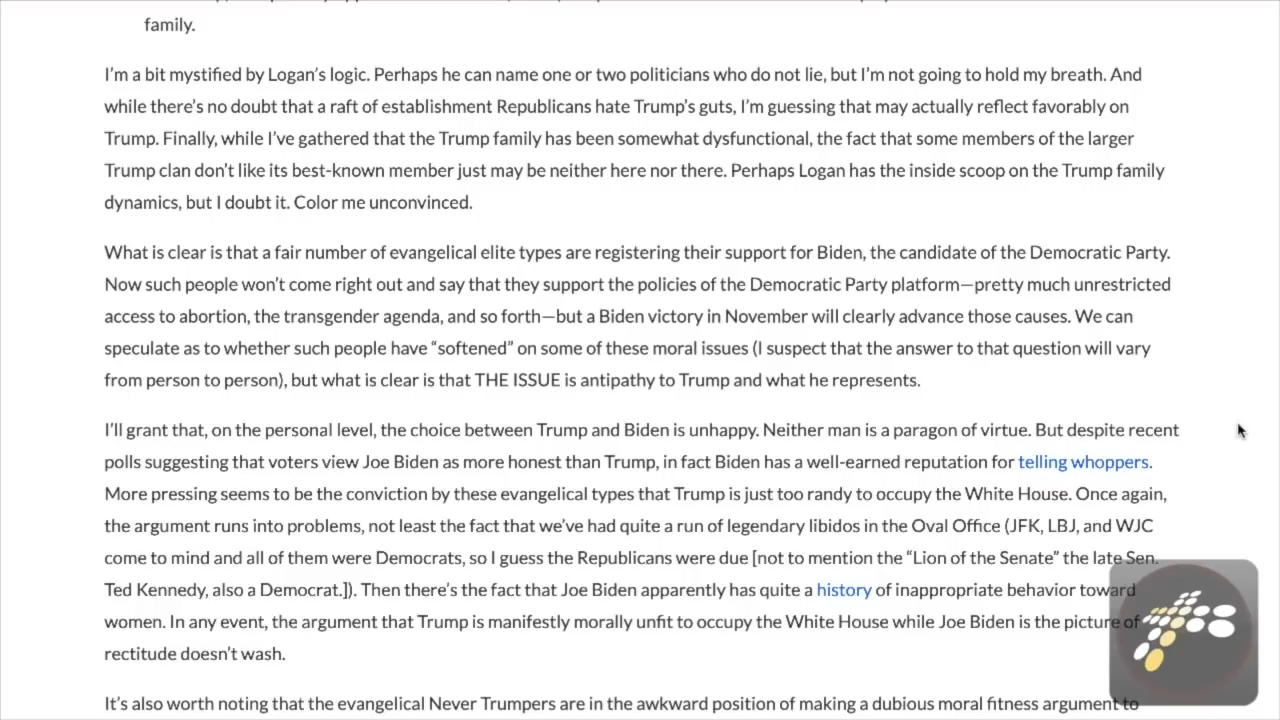 family.
I'm a bit mystified by Logan's logic. Perhaps he can name one or two politicians who do not lie, but I'm not going to hold my breath. And
while there's no doubt that a raft of establishment Republicans hate Trump's guts, I'm guessing that may actually reflect favorably on
Trump. Finally, while I've gathered that the Trump family has been somewhat dysfunctional, the fact that some members of the larger
Trump clan don't like its best-known member just may be neither here nor there. Perhaps Logan has the inside scoop on the Trump family
dynamics, but I doubt it. Color me unconvinced.
What is clear is that a fair number of evangelical elite types are registering their support for Biden, the candidate of the Democratic Party.
Now such people won't come right out and say that they support the policies of the Democratic Party platform—pretty much unrestricted
access to abortion, the transgender agenda, and so forth—but a Biden victory in November will clearly advance those causes. We can
speculate as to whether such people have “softened” on some of these moral issues (I suspect that the answer to that question will vary
from person to person), but what is clear is that THE ISSUE is antipathy to Trump and what he represents.
I'll grant that, on the personal level, the choice between Trump and Biden is unhappy. Neither man is a paragon of virtue. But despite recent
polls suggesting that voters view Joe Biden as more honest than Trump, in fact Biden has a well-earned reputation for telling whoppers.
More pressing seems to be the conviction by these evangelical types that Trump is just too randy to occupy the White House. Once again,
the argument runs into problems, not least the fact that we've had quite a run of legendary libidos in the Oval Office (JFK, LBJ, and WJC
come to mind and all of them were Democrats, so I guess the Republicans were due [not to mention the “Lion of the Senate” the late Sen.
Ted Kennedy, also a Democrat.]). Then there's the fact that Joe Biden apparently has quite a history of inappropriate behavior toward
women. In any event, the argument that Trump is manifestly morally unfit to occupy the White House while Joe Biden is the picture of
rectitude doesn't wash.
It's also worth noting that the evangelical Never Trumpers are in the awkward position of making a dubious moral fitness argument to